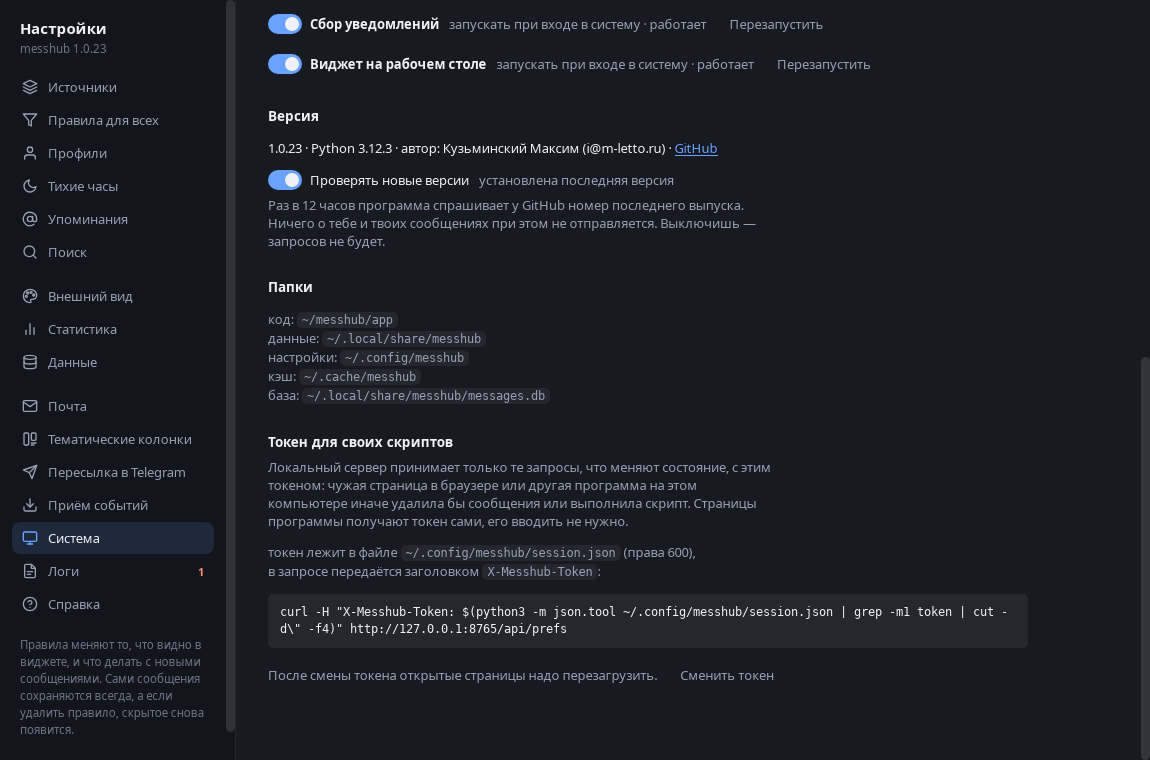 Настройки
messhub 1.0.23
Источники
Правила для всех
Профили
Тихие часы
Упоминания
Поиск
Внешний вид
Статистика
Данные
Почта
Тематические колонки
Пересылка в Telegram
Приём событий
Система
Логи 1
Справка
Правила меняют то, что видно в
виджете, и что делать с новыми
сообщениями. Сами сообщения
сохраняются всегда, а если
удалить правило, скрытое снова
появится.
Сбор уведомлений запускать при входе в систему · работает Перезапустить
Виджет на рабочем столе запускать при входе в систему · работает Перезапустить
Версия
1.0.23 · Python 3.12.3 · автор: Кузьминский Максим (i@m-letto.ru) · GitHub
Проверять новые версии установлена последняя версия
Раз в 12 часов программа спрашивает у GitHub номер последнего выпуска.
Ничего о тебе и твоих сообщениях при этом не отправляется. Выключишь —
запросов не будет.
Папки
код: ~/messhub/app
данные: ~/.local/share/messhub
настройки: ~/.config/messhub
кэш: ~/.cache/messhub
база: ~/.local/share/messhub/messages.db
Токен для своих скриптов
Локальный сервер принимает только те запросы, что меняют состояние, с этим
токеном: чужая страница в браузере или другая программа на этом
компьютере иначе удалила бы сообщения или выполнила скрипт. Страницы
программы получают токен сами, его вводить не нужно.
токен лежит в файле ~/.config/messhub/session.json (права 600),
в запросе передаётся заголовком X-Messhub-Token:
curl -H "X-Messhub-Token: $(python3 -m json.tool ~/.config/messhub/session.json | grep -m1 token | cut -
d\" -f4)" http://127.0.0.1:8765/api/prefs
После смены токена открытые страницы надо перезагрузить. Сменить токен